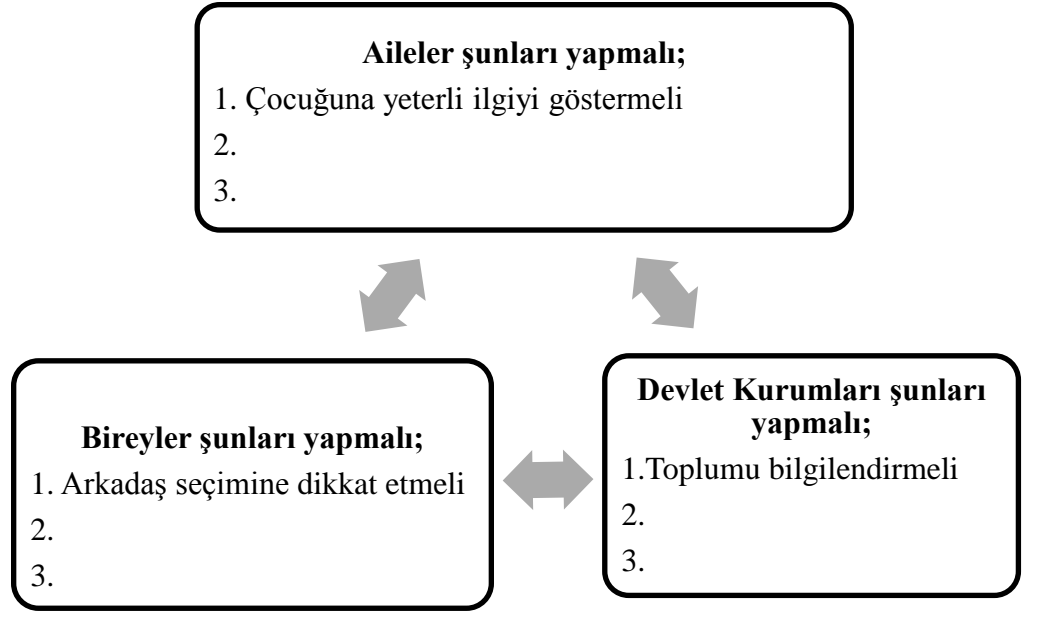 Aileler şunları yapmalı;
1. Çocuğuna yeterli ilgiyi göstermeli
2.
3.
Bireyler şunları yapmalı;
1. Arkadaş seçimine dikkat etmeli
2.
3.
Devlet Kurumları şunları
yapmalı;
1.Toplumu bilgilendirmeli
2.
3.